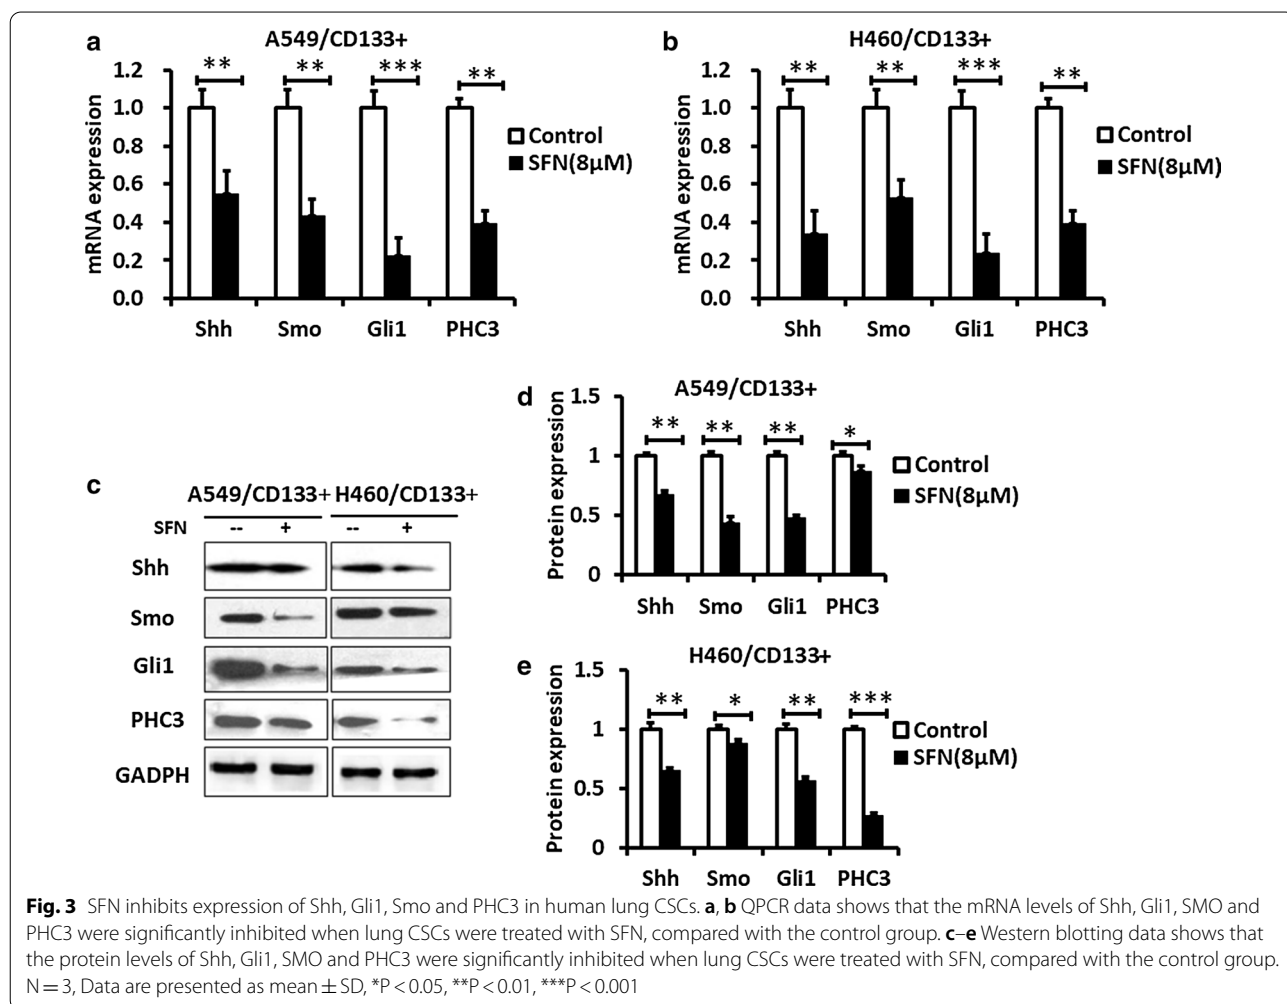 a
A549/CD133+
mRNA expression
1.2
1.0
0.8
0.6
0.4
0.2
0.0
** ** *** **
Control
SFN(8µM)
Shh Smo Gli1 PHC3
b
H460/CD133+
mRNA expression
1.2
1.0
0.8
0.6
0.4
0.2
0.0
** ** *** **
Control
SFN(8µM)
Shh Smo Gli1 PHC3
c
A549/CD133+ H460/CD133+
SFN -- + -- +
Shh
Smo
Gli1
PHC3
GADPH
d
A549/CD133+
Protein expression
1.5
1
0.5
0
** ** ** *
Control
SFN(8µM)
Shh Smo Gli1 PHC3
e
H460/CD133+
Protein expression
1.5
1
0.5
0
** * ** ***
Control
SFN(8µM)
Shh Smo Gli1 PHC3
Fig. 3 SFN inhibits expression of Shh, Gli1, Smo and PHC3 in human lung CSCs. a, b QPCR data shows that the mRNA levels of Shh, Gli1, SMO and
PHC3 were significantly inhibited when lung CSCs were treated with SFN, compared with the control group. c–e Western blotting data shows that
the protein levels of Shh, Gli1, SMO and PHC3 were significantly inhibited when lung CSCs were treated with SFN, compared with the control group.
N = 3, Data are presented as mean ± SD, *P < 0.05, **P < 0.01, ***P < 0.001